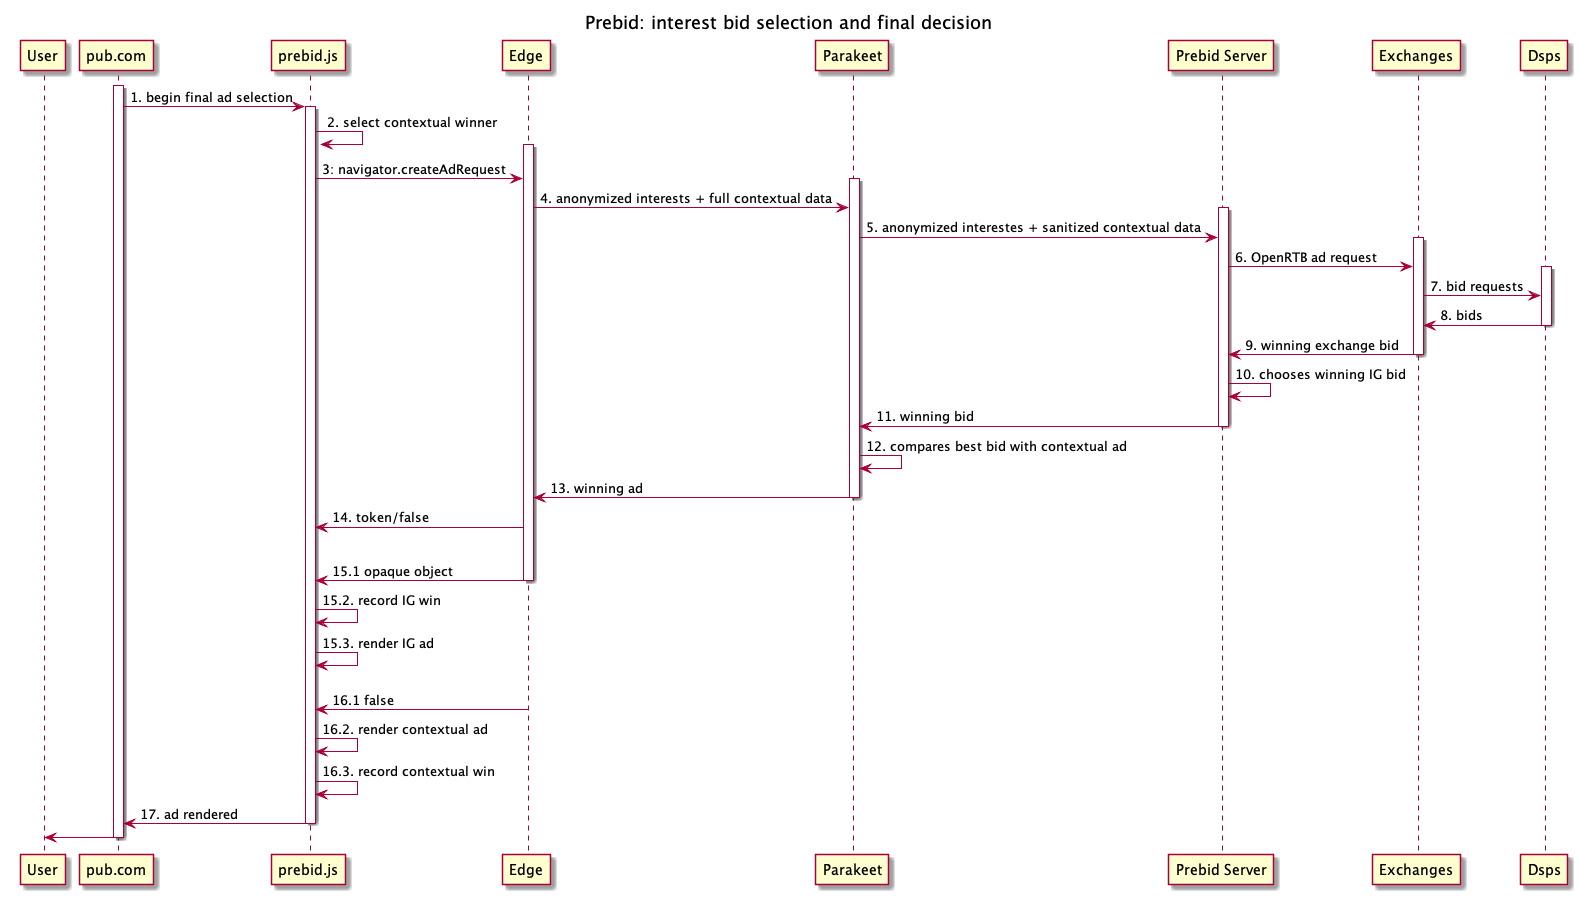 Prebid: interest bid selection and final decision
User
pub.com
prebid.js
Edge
Parakeet
Prebid Server
Exchanges
Dsps
1. begin final ad selection
2. select contextual winner
3: navigator.createAdRequest
4. anonymized interests + full contextual data
5. anonymized interestes + sanitized contextual data
6. OpenRTB ad request
7. bid requests
8. bids
9. winning exchange bid
10. chooses winning IG bid
11. winning bid
12. compares best bid with contextual ad
13. winning ad
14. token/false
15.1 opaque object
15.2. record IG win
15.3. render IG ad
16.1 false
16.2. render contextual ad
16.3. record contextual win
17. ad rendered
User
pub.com
prebid.js
Edge
Parakeet
Prebid Server
Exchanges
Dsps